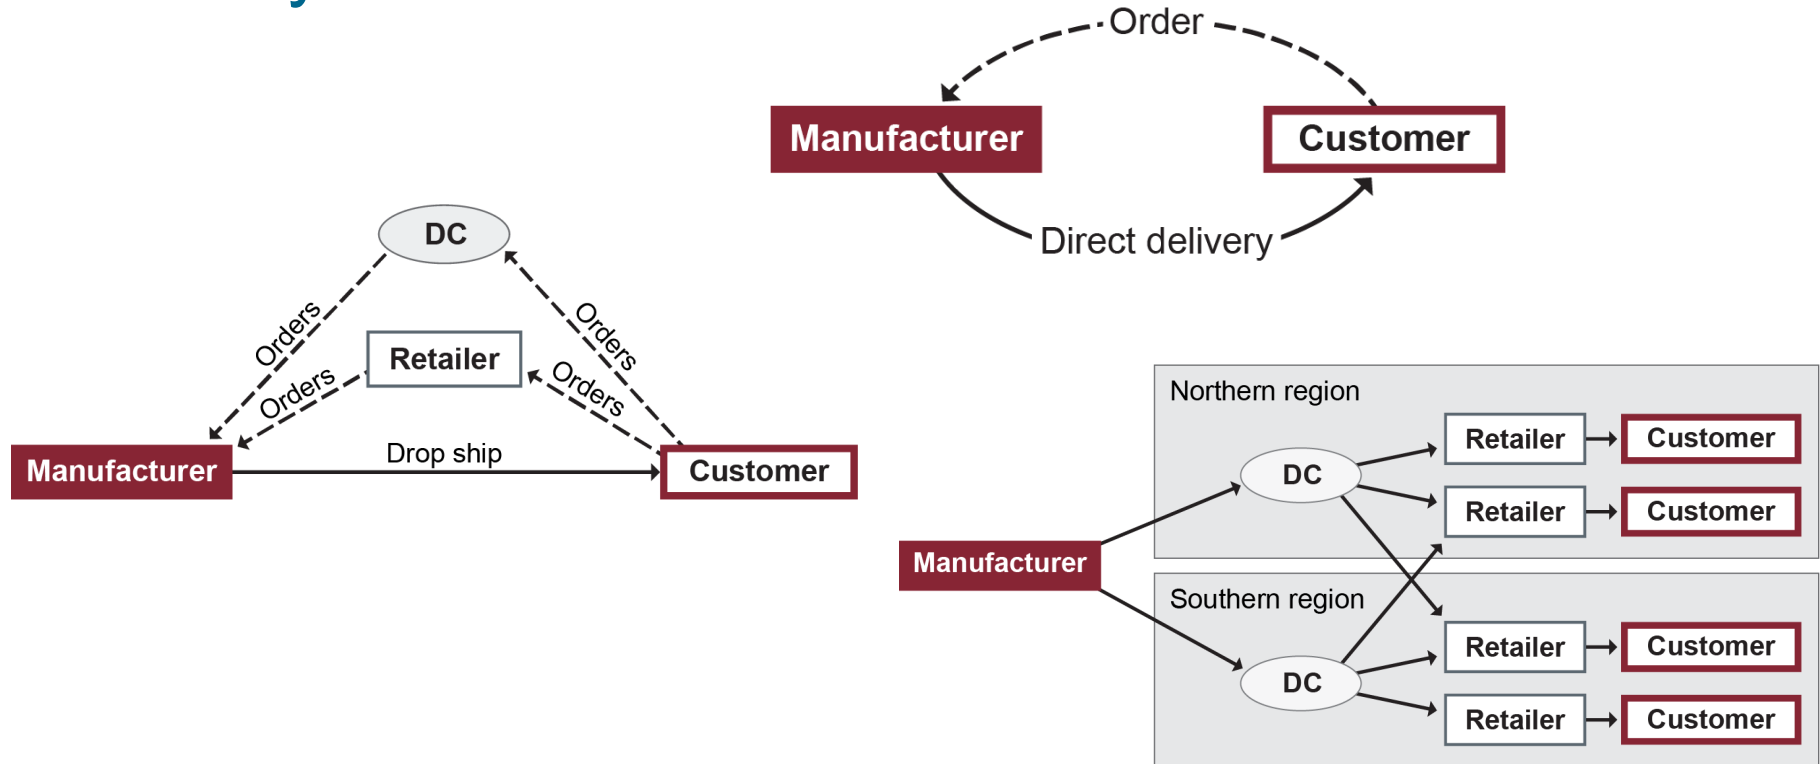 Order
Manufacturer
Customer
Direct delivery
DC
Orders
Orders
Retailer
Orders
Orders
Drop ship
Manufacturer
Customer
Northern region
Retailer
Customer
DC
Retailer
Customer
Manufacturer
Southern region
Retailer
Customer
DC
Retailer
Customer